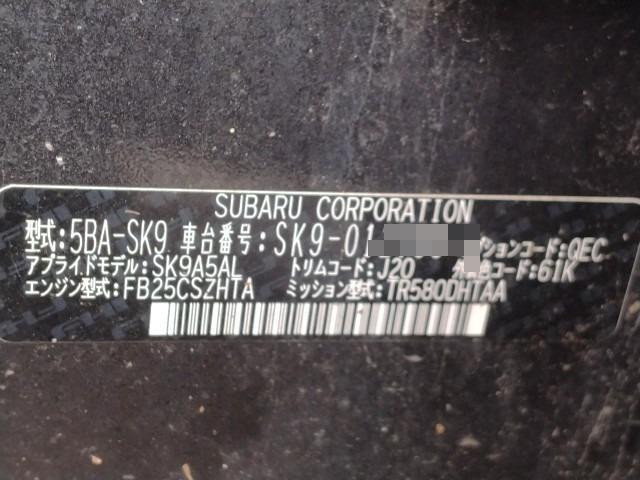 SUBARU CORPORATION
型式:5BA-SK9 車台番号:SK9-01 プションコード:QEC
アプライドモデル:SK9A5AL トリムコード:J20 外 色コード:61K
エンジン型式:FB25CSZHTA ミッション型式:TR580DHTAA